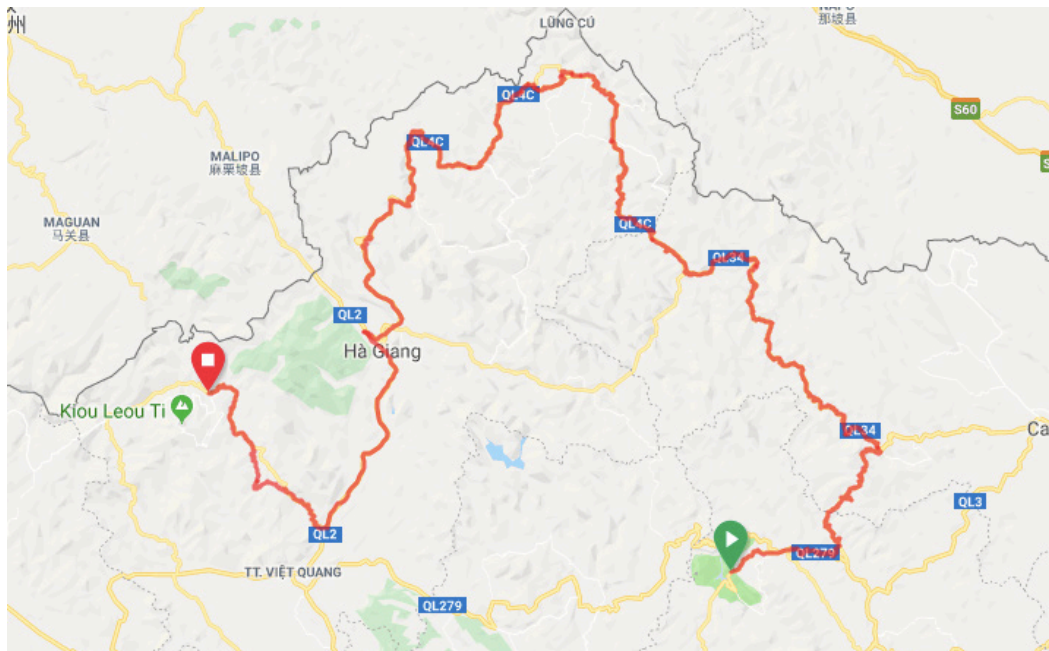 州
LŨNG CÚ
那坡县
QL4C
S60
QL4C
MALIPO
麻栗坡县
MAGUAN
马关县
QL4C
QL34
QL2
Hà Giang
Kiou Leou Ti
QL34
Ca
QL3
QL2
QL279
TT. VIỆT QUANG
QL279